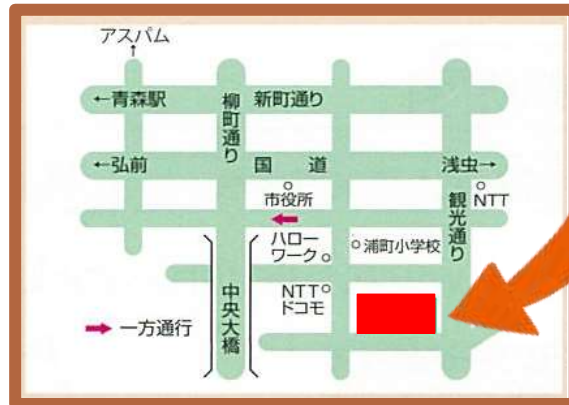 アスパム
↑
←青森駅
柳町通り
新町通り
←弘前
国道
浅虫→
市役所
観光通り
NTT
←
ハロー
ワーク
浦町小学校
中央大橋
NTT
ドコモ
→ 一方通行